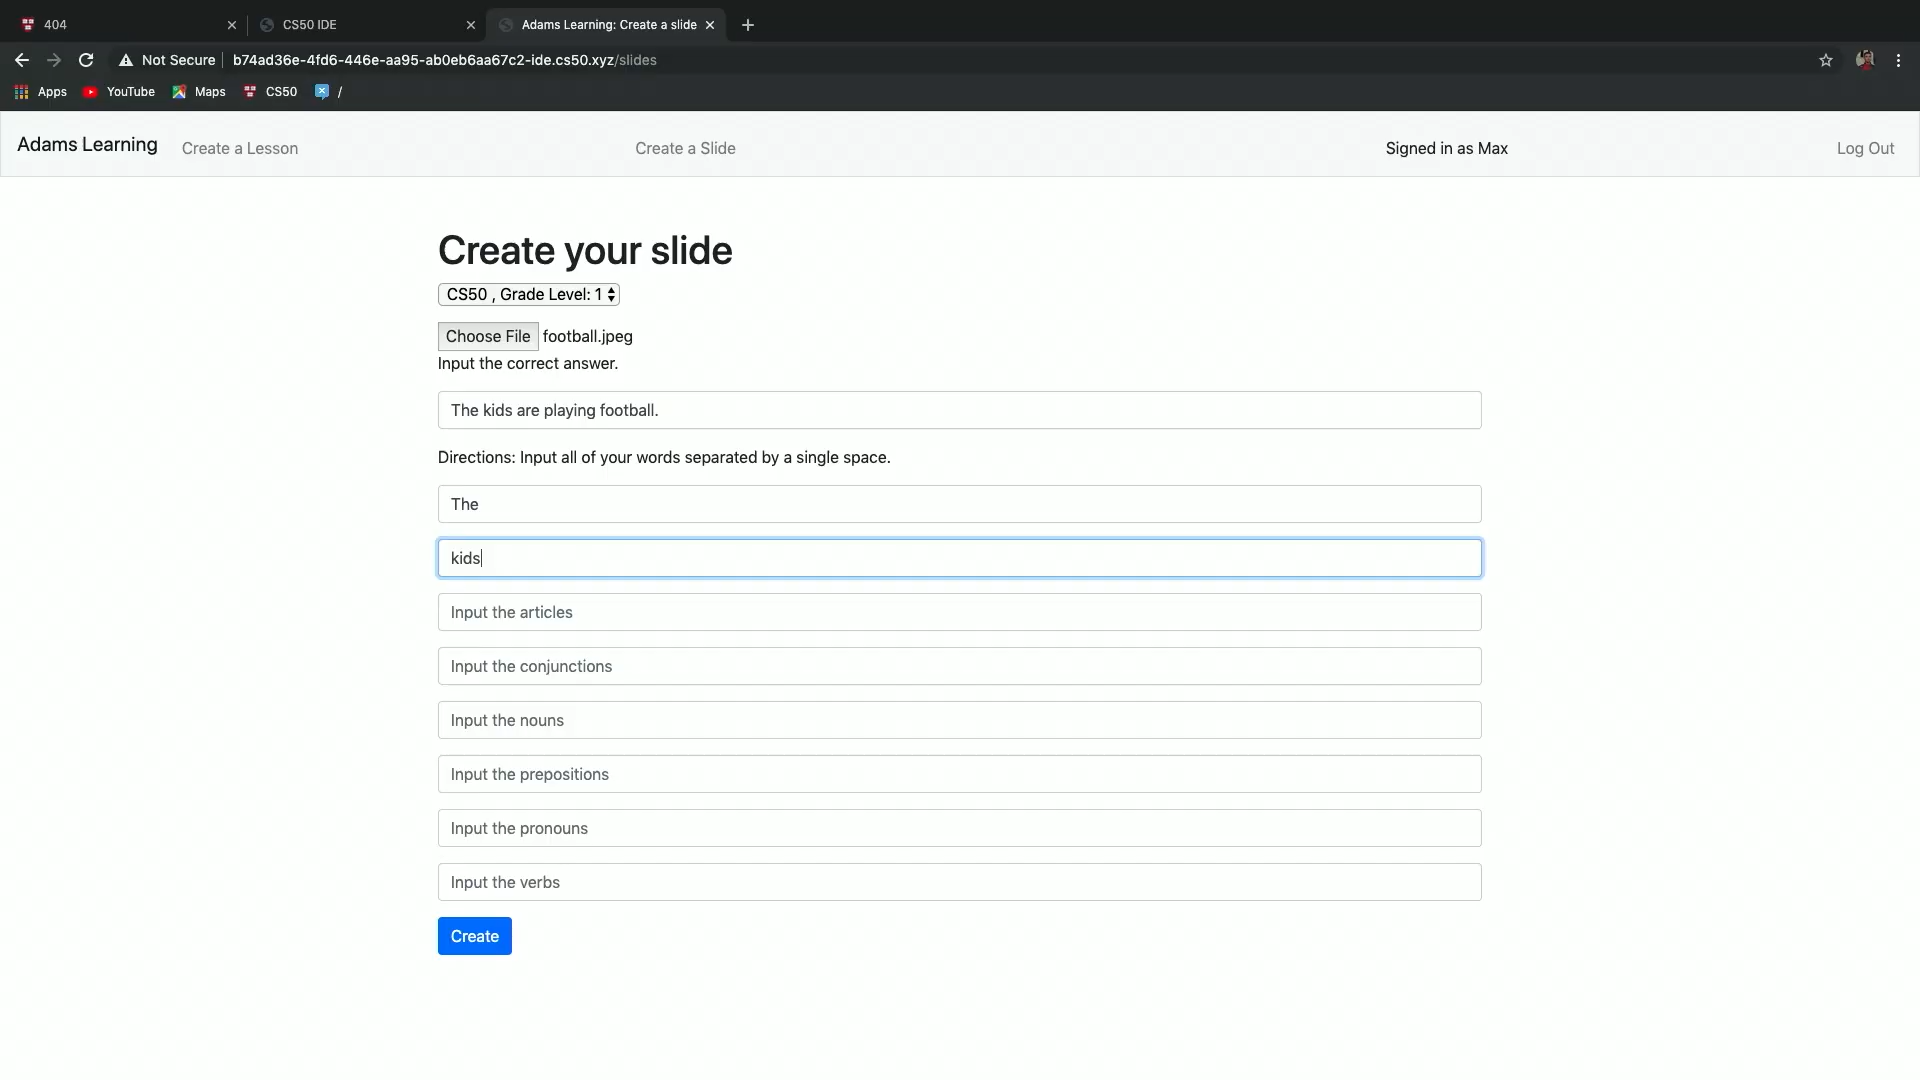 404
CS50 IDE
Adams Learning: Create a slide
Not Secure b74ad36e-4fd6-446e-aa95-ab0eb6aa67c2-ide.cs50.xyz/slides
Apps YouTube Maps CS50 /
Adams Learning Create a Lesson Create a Slide Signed in as Max Log Out
Create your slide
CS50 , Grade Level: 1
Choose File football.jpeg
Input the correct answer.
The kids are playing football.
Directions: Input all of your words separated by a single space.
The
kids
Input the articles
Input the conjunctions
Input the nouns
Input the prepositions
Input the pronouns
Input the verbs
Create